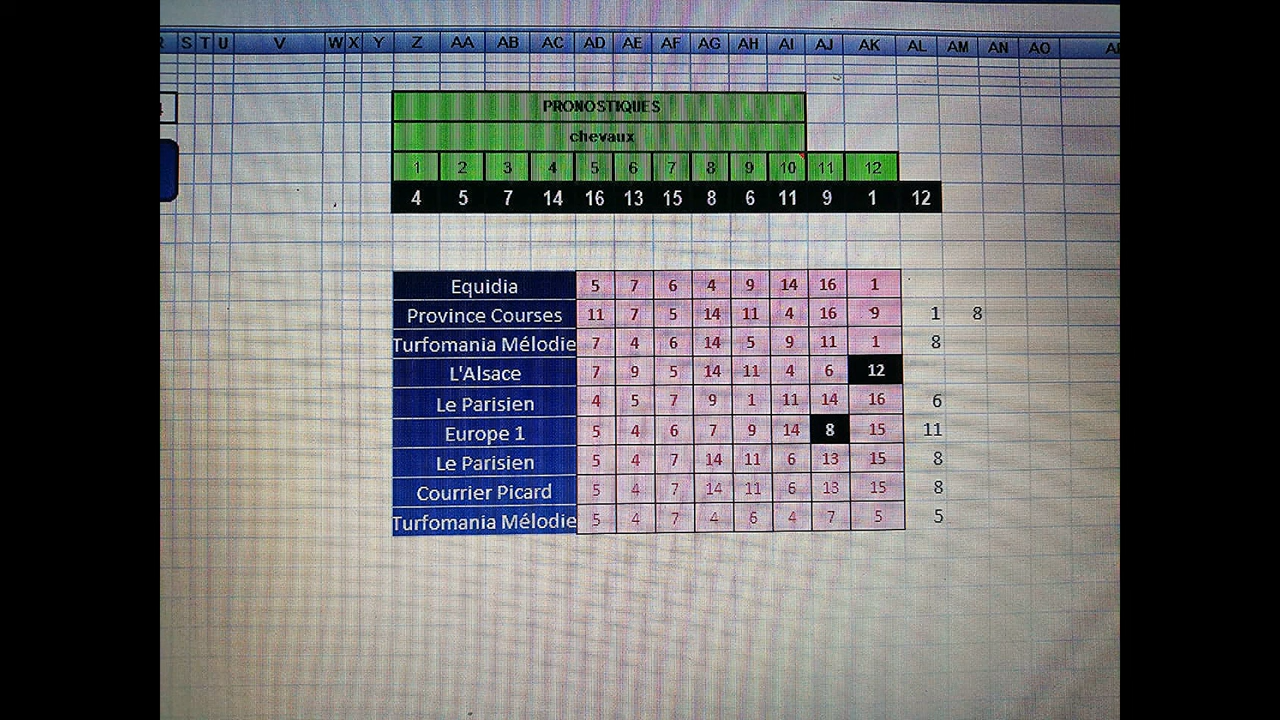 S T U V W X Y Z AA AB AC AD AE AF AG AH AI AJ AK AL AM AN AO
PRONOSTIQUES
chevaux
1 2 3 4 5 6 7 8 9 10 11 12
4 5 7 14 16 13 15 8 6 11 9 1 12
Equidia 5 7 6 4 9 14 16 1
Province Courses 11 7 5 14 11 4 16 9 1 8
Turfomania Mélodie 7 4 6 14 5 9 11 1 8
L'Alsace 7 9 5 14 11 4 6 12
Le Parisien 4 5 7 9 1 11 14 16 6
Europe 1 5 4 6 7 9 14 8 15 11
Le Parisien 5 4 7 14 11 6 13 15 8
Courrier Picard 5 4 7 14 11 6 13 15 8
Turfomania Mélodie 5 4 7 4 6 4 7 5 5